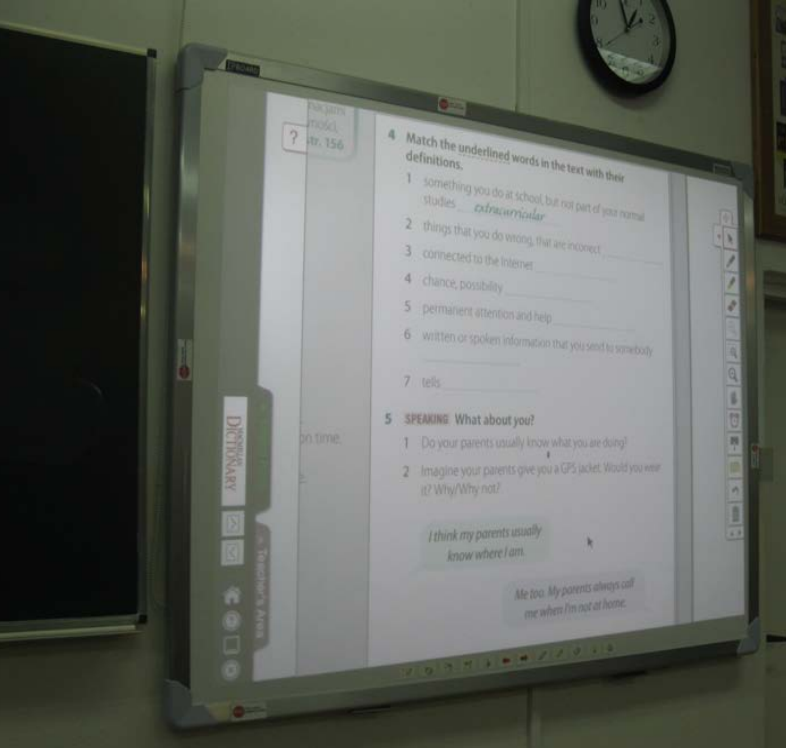 nacjami
mości,
? str. 156
4 Match the underlined words in the text with their
definitions.
1 something you do at school, but not part of your normal
studies extracurricular
2 things that you do wrong, that are incorrect
3 connected to the Internet
4 chance, possibility
5 permanent attention and help
6 written or spoken information that you send to somebody
7 tells
on time.
5 SPEAKING What about you?
1 Do your parents usually know what you are doing?
2 Imagine your parents give you a GPS jacket. Would you wear
it? Why/Why not?
I think my parents usually
know where I am.
Me too. My parents always call
me when I'm not at home.
MACMILLAN
DICTIONARY
Teacher's Area